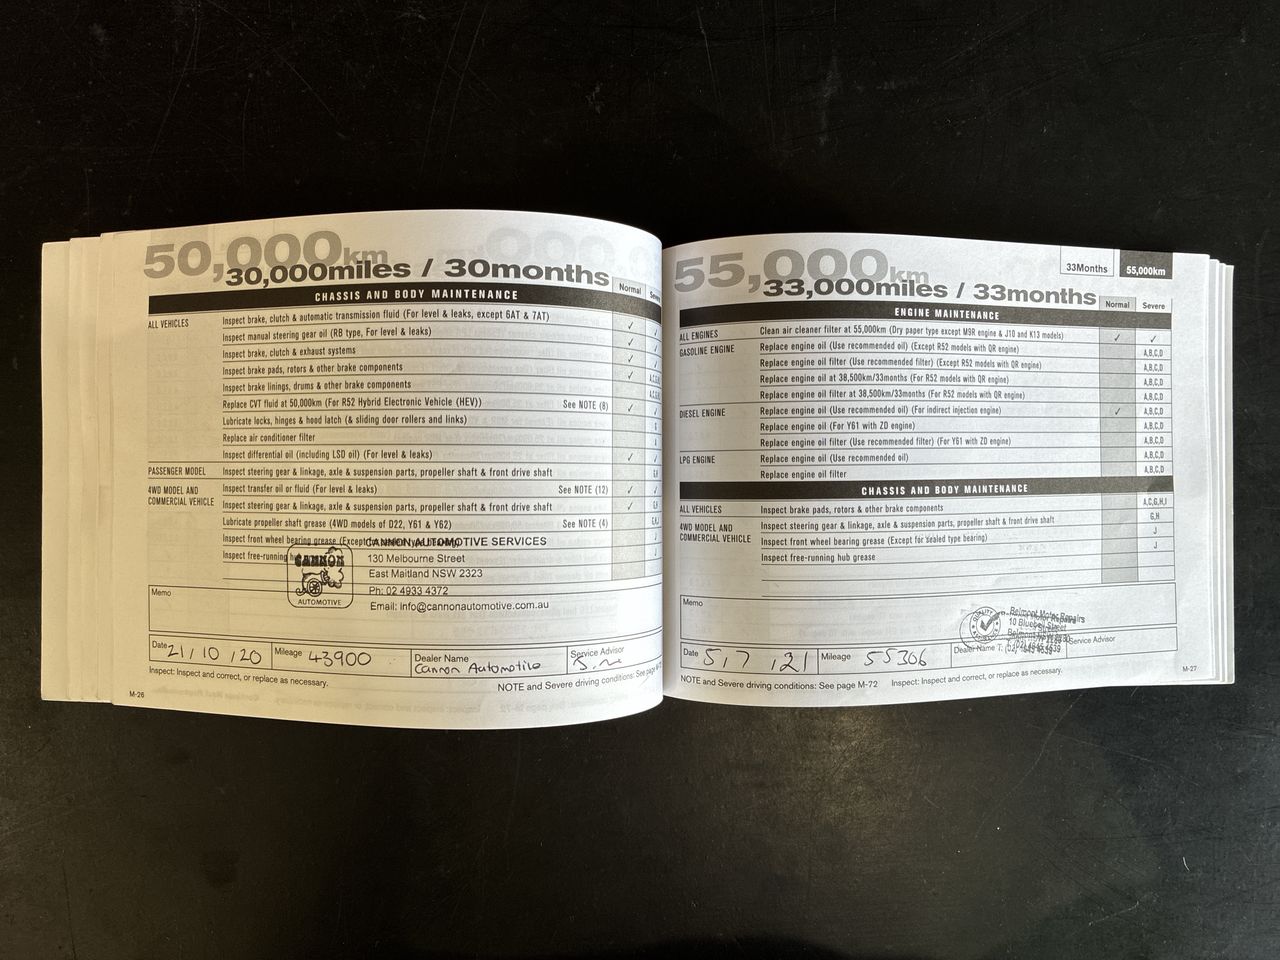 50,000km
30,000miles / 30months
Normal
Severe
CHASSIS AND BODY MAINTENANCE
ALL VEHICLES
Inspect brake, clutch & automatic transmission fluid (For level & leaks, except 6AT & 7AT) ✓ ✓
Inspect manual steering gear oil (RB type, For level & leaks) ✓ ✓
Inspect brake, clutch & exhaust systems ✓ ✓
Inspect brake pads, rotors & other brake components ✓
Inspect brake linings, drums & other brake components
Replace CVT fluid at 50,000km (For R52 Hybrid Electronic Vehicle (HEV)) See NOTE (8)
Lubricate locks, hinges & hood latch (& sliding door rollers and links) ✓ ✓
Replace air conditioner filter
Inspect differential oil (including LSD oil) (For level & leaks) ✓ ✓
PASSENGER MODEL
Inspect steering gear & linkage, axle & suspension parts, propeller shaft & front drive shaft G,H
4WD MODEL AND COMMERCIAL VEHICLE
Inspect transfer oil or fluid (For level & leaks) See NOTE (12) ✓ ✓
Inspect steering gear & linkage, axle & suspension parts, propeller shaft & front drive shaft ✓ G,H
Lubricate propeller shaft grease (4WD models of D22, Y61 & Y62) See NOTE (4)
Inspect front wheel bearing grease (Except for sealed type bearing) J
Inspect free-running hub J
CANNON AUTOMOTIVE
CANNON AUTOMOTIVE SERVICES
130 Melbourne Street
East Maitland NSW 2323
Ph: 02 4933 4372
Email: info@cannonautomotive.com.au
Memo
Date 21/10/20
Mileage 43900
Dealer Name Cannon Automotive
Service Advisor
Inspect: Inspect and correct, or replace as necessary.
NOTE and Severe driving conditions: See page
M-26
55,000km
33,000miles / 33months
33Months
55,000km
Normal
Severe
ENGINE MAINTENANCE
ALL ENGINES
Clean air cleaner filter at 55,000km (Dry paper type except M9R engine & J10 and K13 models) ✓ ✓
GASOLINE ENGINE
Replace engine oil (Use recommended oil) (Except R52 models with QR engine) A,B,C,D
Replace engine oil filter (Use recommended filter) (Except R52 models with QR engine) A,B,C,D
Replace engine oil at 38,500km/33months (For R52 models with QR engine) A,B,C,D
Replace engine oil filter at 38,500km/33months (For R52 models with QR engine) A,B,C,D
DIESEL ENGINE
Replace engine oil (Use recommended oil) (For indirect injection engine) ✓ A,B,C,D
Replace engine oil (For Y61 with ZD engine) A,B,C,D
Replace engine oil filter (Use recommended filter) (For Y61 with ZD engine) A,B,C,D
LPG ENGINE
Replace engine oil (Use recommended oil) A,B,C,D
Replace engine oil filter A,B,C,D
CHASSIS AND BODY MAINTENANCE
ALL VEHICLES
Inspect brake pads, rotors & other brake components A,C,G,H,I
4WD MODEL AND COMMERCIAL VEHICLE
Inspect steering gear & linkage, axle & suspension parts, propeller shaft & front drive shaft G,H
Inspect front wheel bearing grease (Except for sealed type bearing) J
Inspect free-running hub grease J
Memo
QUALITY
Belmont Motor Repairs
10 Bluebell Street
Date 5/7/21
Mileage 55306
Dealer Name
Service Advisor
NOTE and Severe driving conditions: See page M-72
Inspect: Inspect and correct, or replace as necessary.
M-27